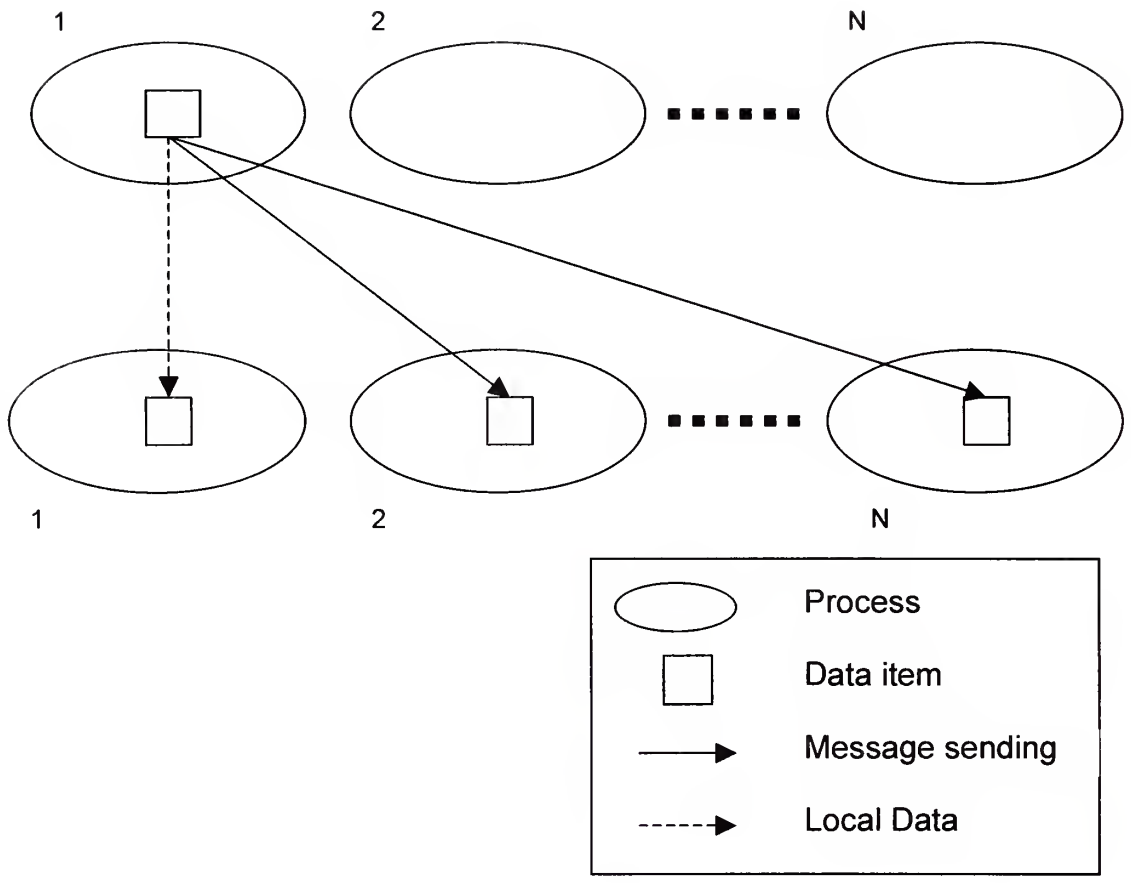 1
2
N
1
2
N
Process
Data item
Message sending
Local Data